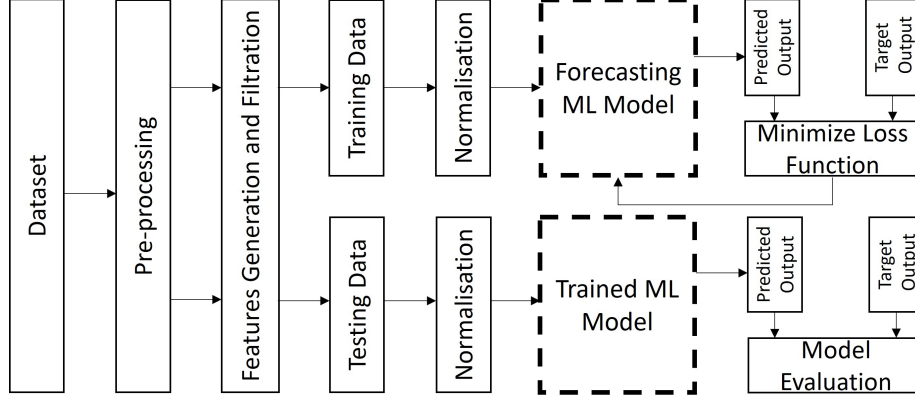 Dataset
Pre-processing
Features Generation and Filtration
Training Data
Normalisation
Forecasting
ML Model
Predicted
Output
Target
Output
Minimize Loss
Function
Testing Data
Normalisation
Trained ML
Model
Predicted
Output
Target
Output
Model
Evaluation